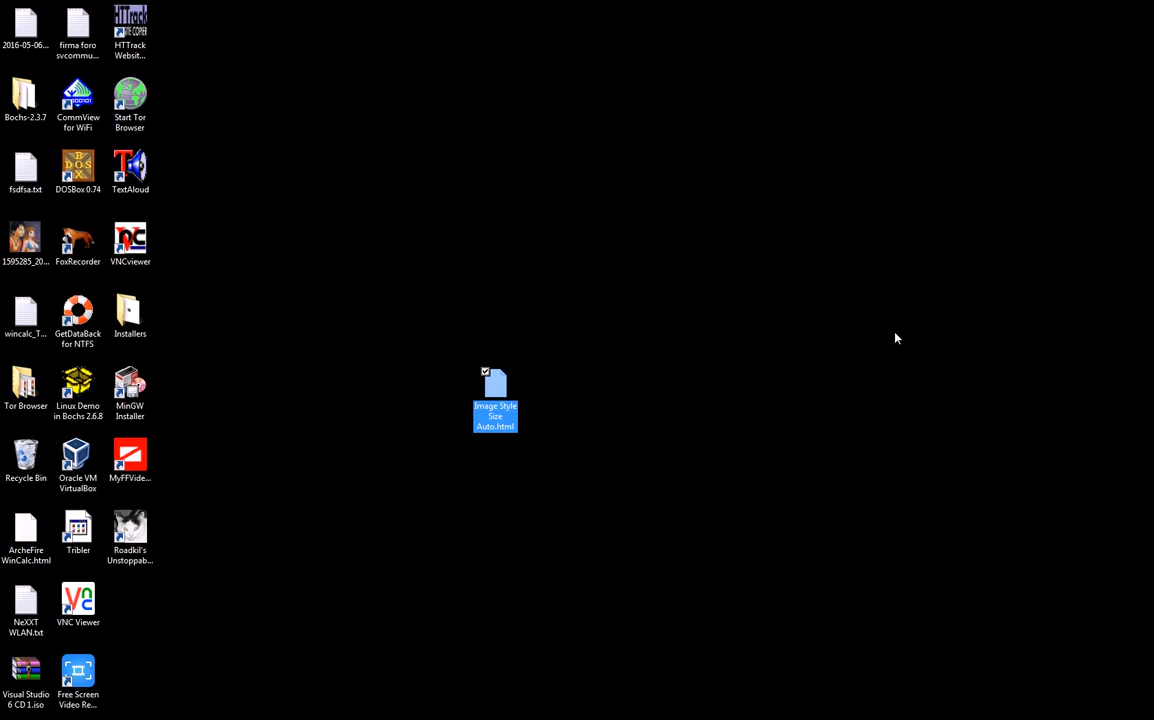 2016-05-06...
firma foro
svcommu...
HTTrack
Websit...
Bochs-2.3.7
CommView
for WiFi
Start Tor
Browser
fsdfsa.txt
DOSBox 0.74
TextAloud
1595285_20...
FoxRecorder
VNCviewer
wincalc_T...
GetDataBack
for NTFS
Installers
Tor Browser
Linux Demo
in Bochs 2.6.8
MinGW
Installer
Image Style
Size
Auto.html
Recycle Bin
Oracle VM
VirtualBox
MyFFVide...
ArcheFire
WinCalc.html
Tribler
Roadkil's
Unstoppab...
NeXXT
WLAN.txt
VNC Viewer
Visual Studio
6 CD 1.iso
Free Screen
Video Re...